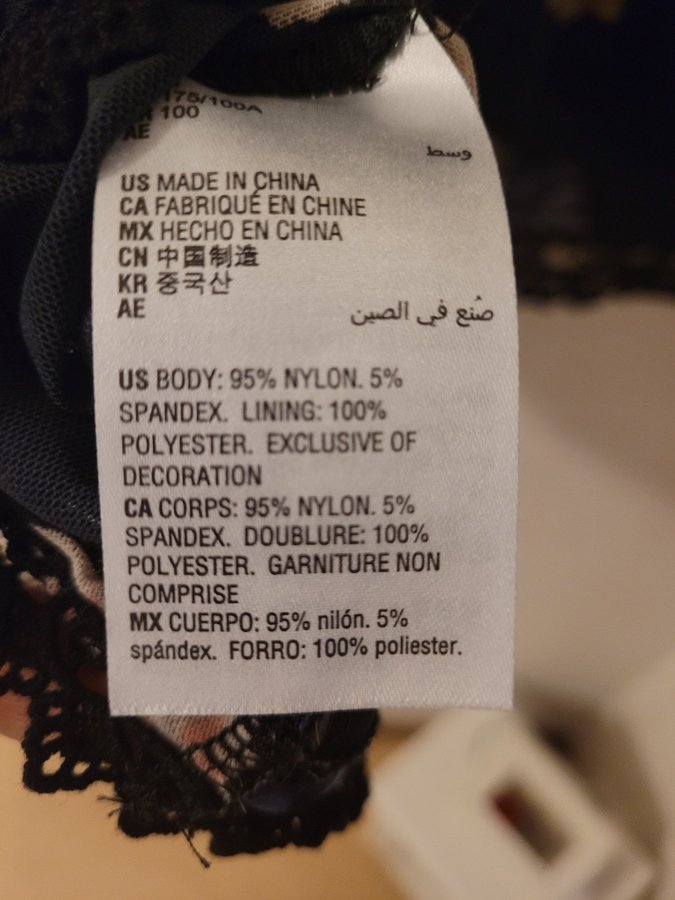 175/100A
100
AE
وسط
US MADE IN CHINA
CA FABRIQUÉ EN CHINE
MX HECHO EN CHINA
CN 中国制造
KR 중국산
AE
صُنع في الصين
US BODY: 95% NYLON. 5%
SPANDEX. LINING: 100%
POLYESTER. EXCLUSIVE OF
DECORATION
CA CORPS: 95% NYLON. 5%
SPANDEX. DOUBLURE: 100%
POLYESTER. GARNITURE NON
COMPRISE
MX CUERPO: 95% nilón. 5%
spándex. FORRO: 100% poliester.